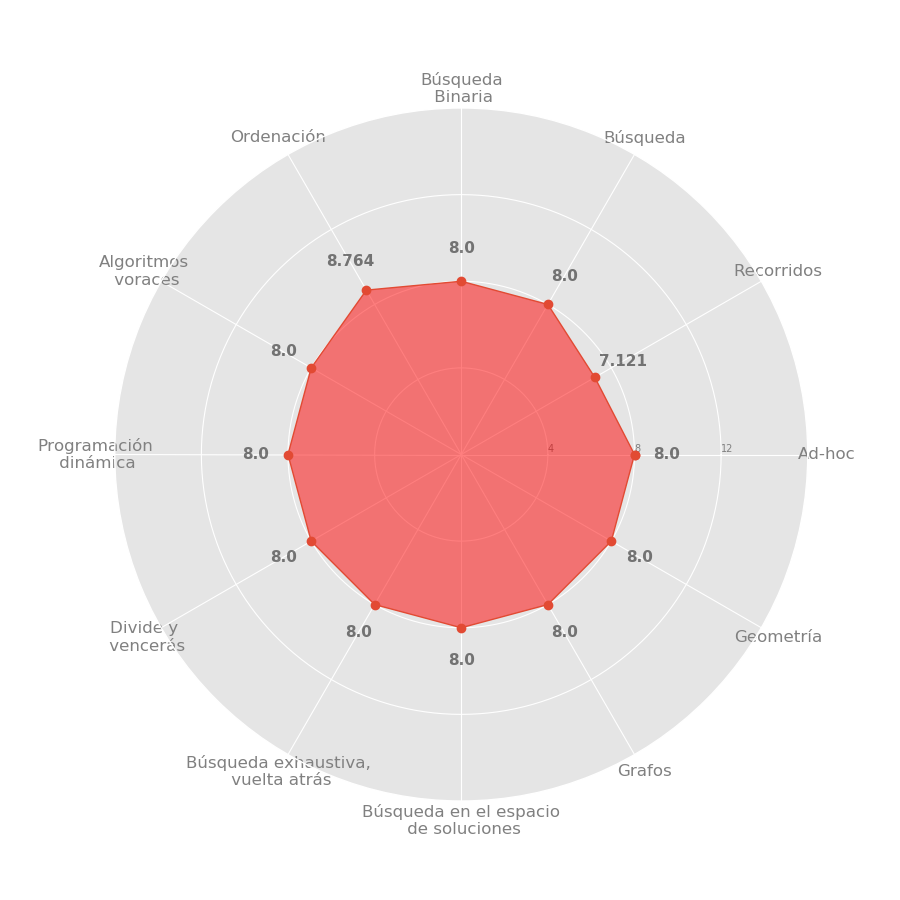 Búsqueda
Binaria
Ordenación
Búsqueda
8.0
Algoritmos
voraces
8.764
8.0
Recorridos
8.0
7.121
Programación
dinámica
8.0
4
8
12
8.0
Ad-hoc
8.0
8.0
Divide y
vencerás
8.0
8.0
Geometría
8.0
Búsqueda exhaustiva,
vuelta atrás
Grafos
Búsqueda en el espacio
de soluciones